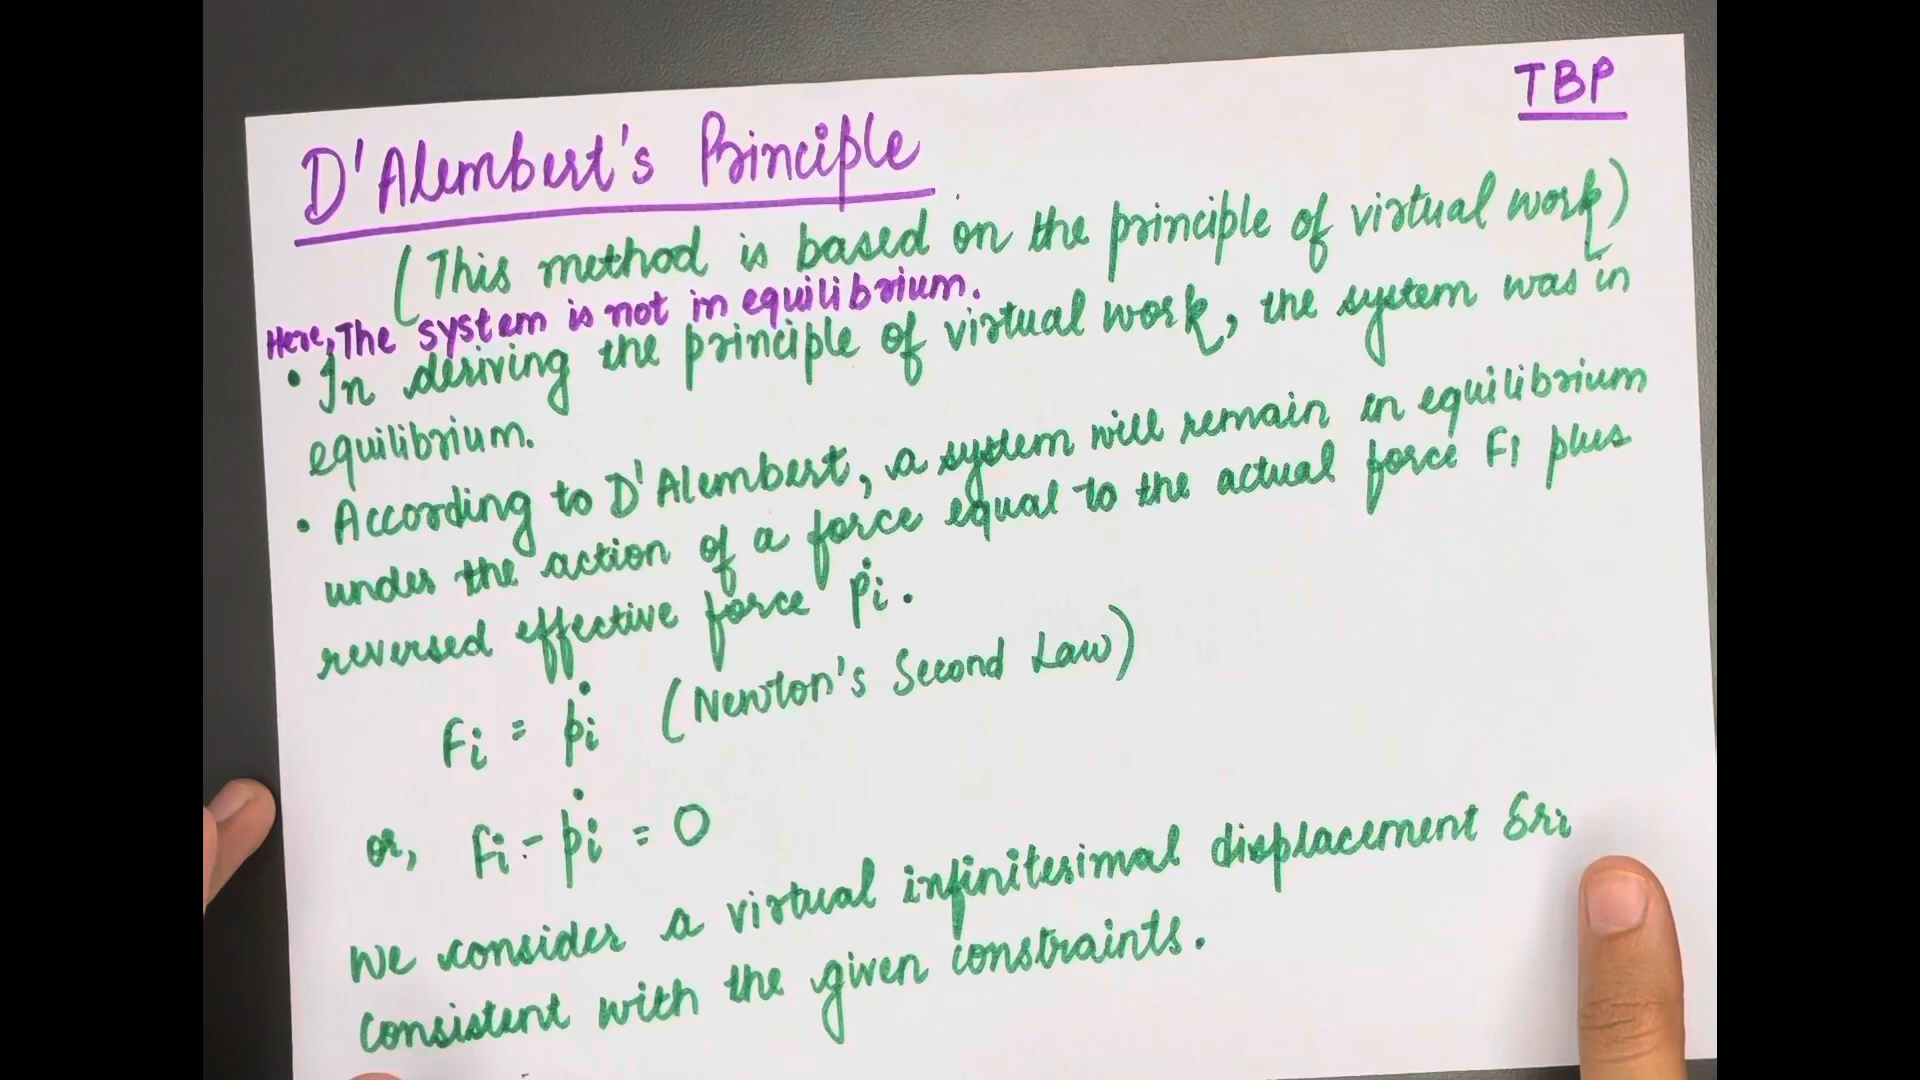 TBP
D'Alembert's Principle
(This method is based on the principle of virtual work)
Here, The system is not in equilibrium.
• In deriving the principle of virtual work, the system was in
equilibrium.
• According to D'Alembert, a system will remain in equilibrium
under the action of a force equal to the actual force Fi plus
reversed effective force ṗi.
Fi = ṗi (Newton's Second Law)
or, Fi - ṗi = 0
We consider a virtual infinitesimal displacement δri
consistent with the given constraints.